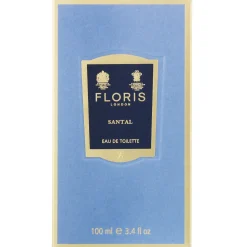 FLORIS
LONDON
SANTAL
EAU DE TOILETTE
100 ml e 3.4 fl oz